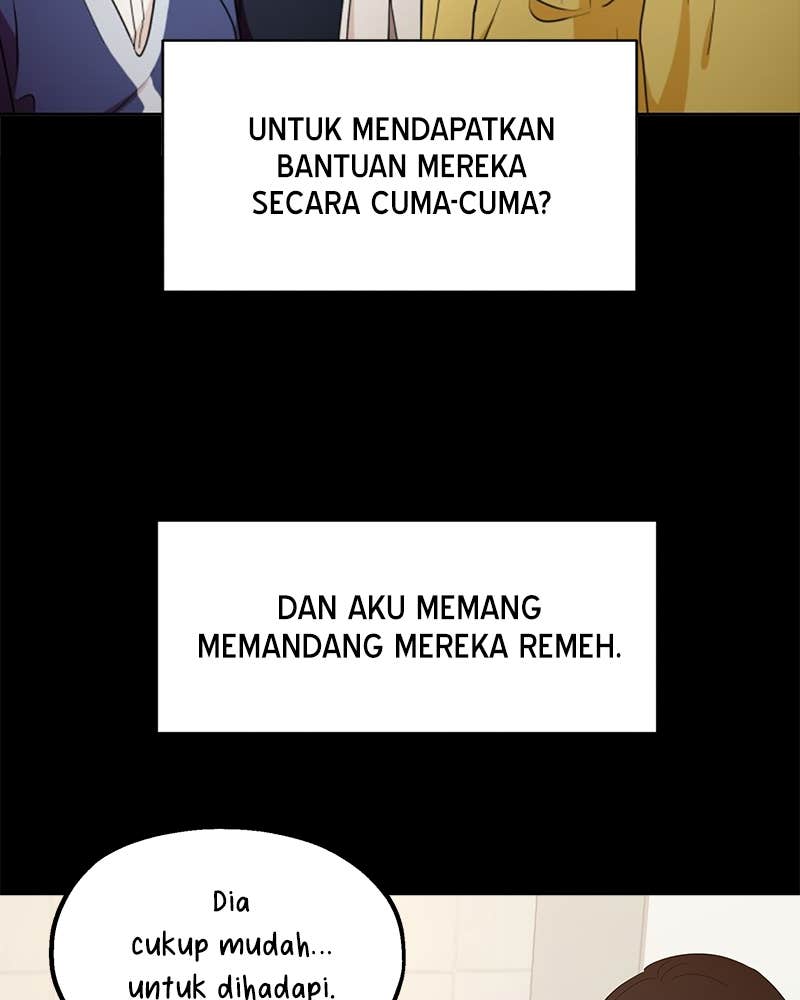 UNTUK MENDAPATKAN
BANTUAN MEREKA
SECARA CUMA-CUMA?
DAN AKU MEMANG
MEMANDANG MEREKA REMEH.
Dia
cukup mudah...
untuk dihadapi.